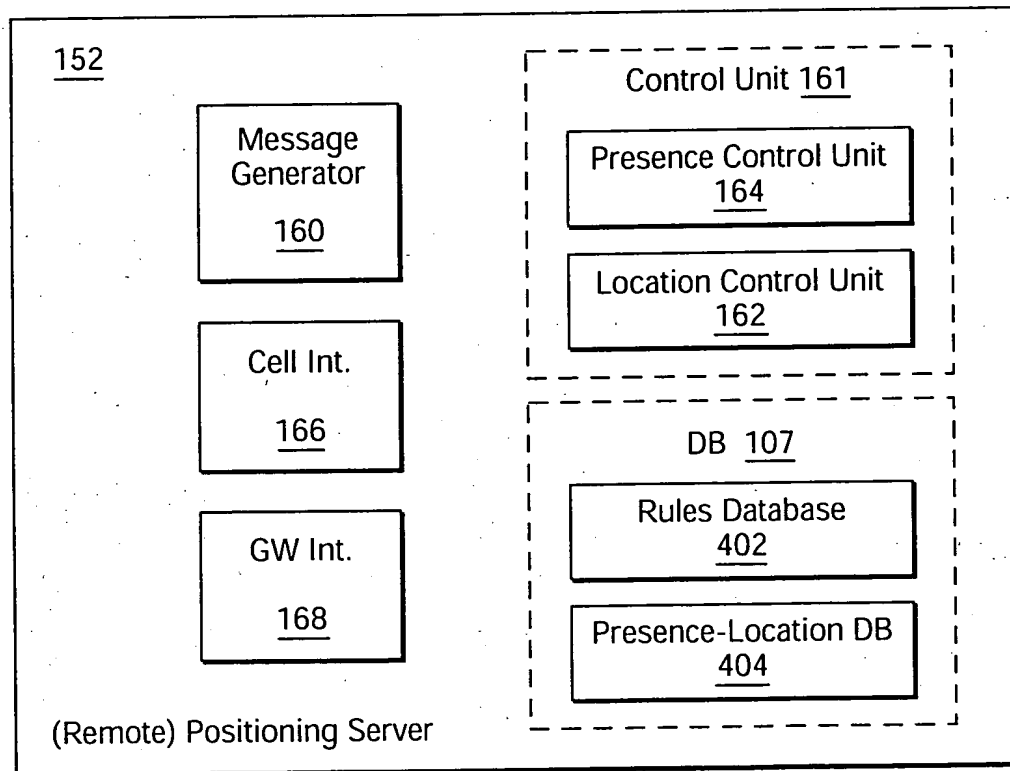 152
Message
Generator
160
Cell Int.
166
GW Int.
168
(Remote) Positioning Server
Control Unit 161
Presence Control Unit
164
Location Control Unit
162
DB 107
Rules Database
402
Presence-Location DB
404